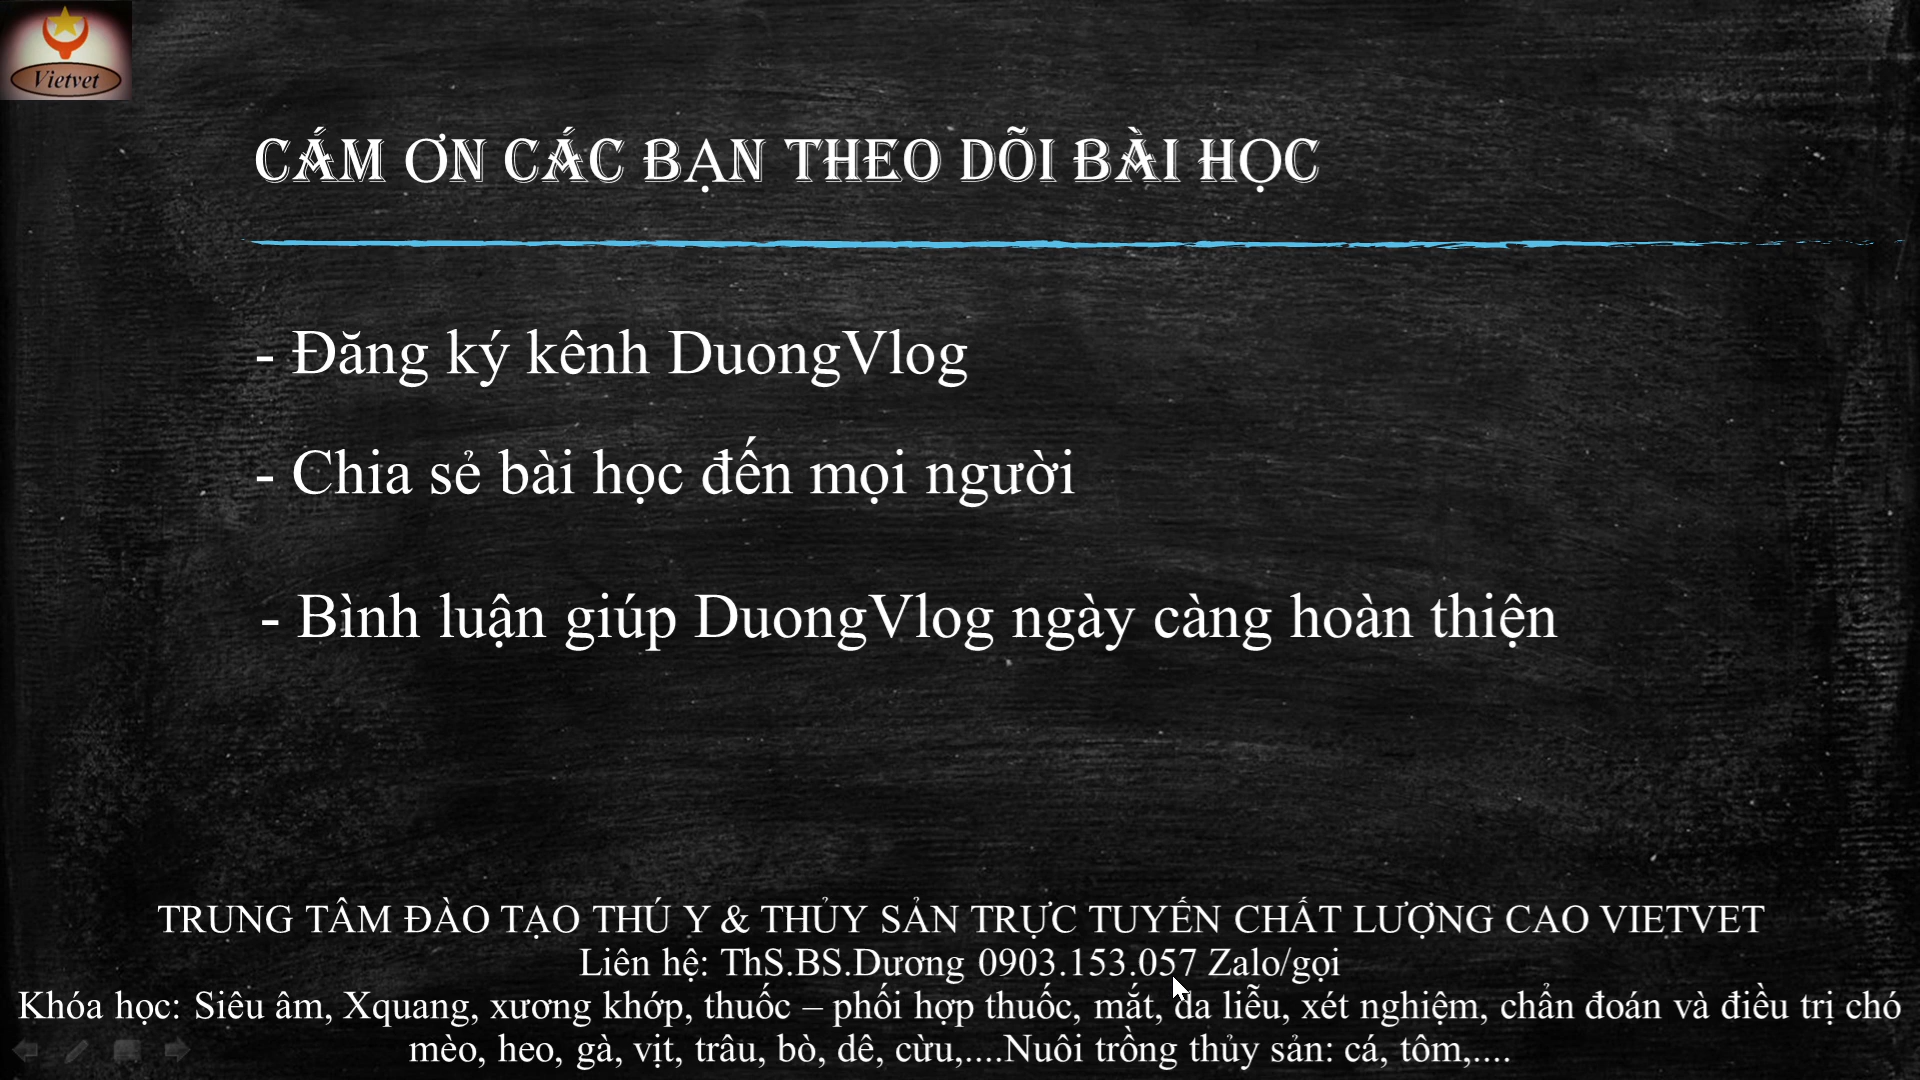 Vietvet
CÁM ƠN CÁC BẠN THEO DÕI BÀI HỌC
- Đăng ký kênh DuongVlog
- Chia sẻ bài học đến mọi người
- Bình luận giúp DuongVlog ngày càng hoàn thiện
TRUNG TÂM ĐÀO TẠO THÚ Y & THỦY SẢN TRỰC TUYẾN CHẤT LƯỢNG CAO VIETVET
Liên hệ: ThS.BS.Dương 0903.153.057 Zalo/gọi
Khóa học: Siêu âm, Xquang, xương khớp, thuốc – phối hợp thuốc, mắt, da liễu, xét nghiệm, chẩn đoán và điều trị chó
mèo, heo, gà, vịt, trâu, bò, dê, cừu,....Nuôi trồng thủy sản: cá, tôm,....